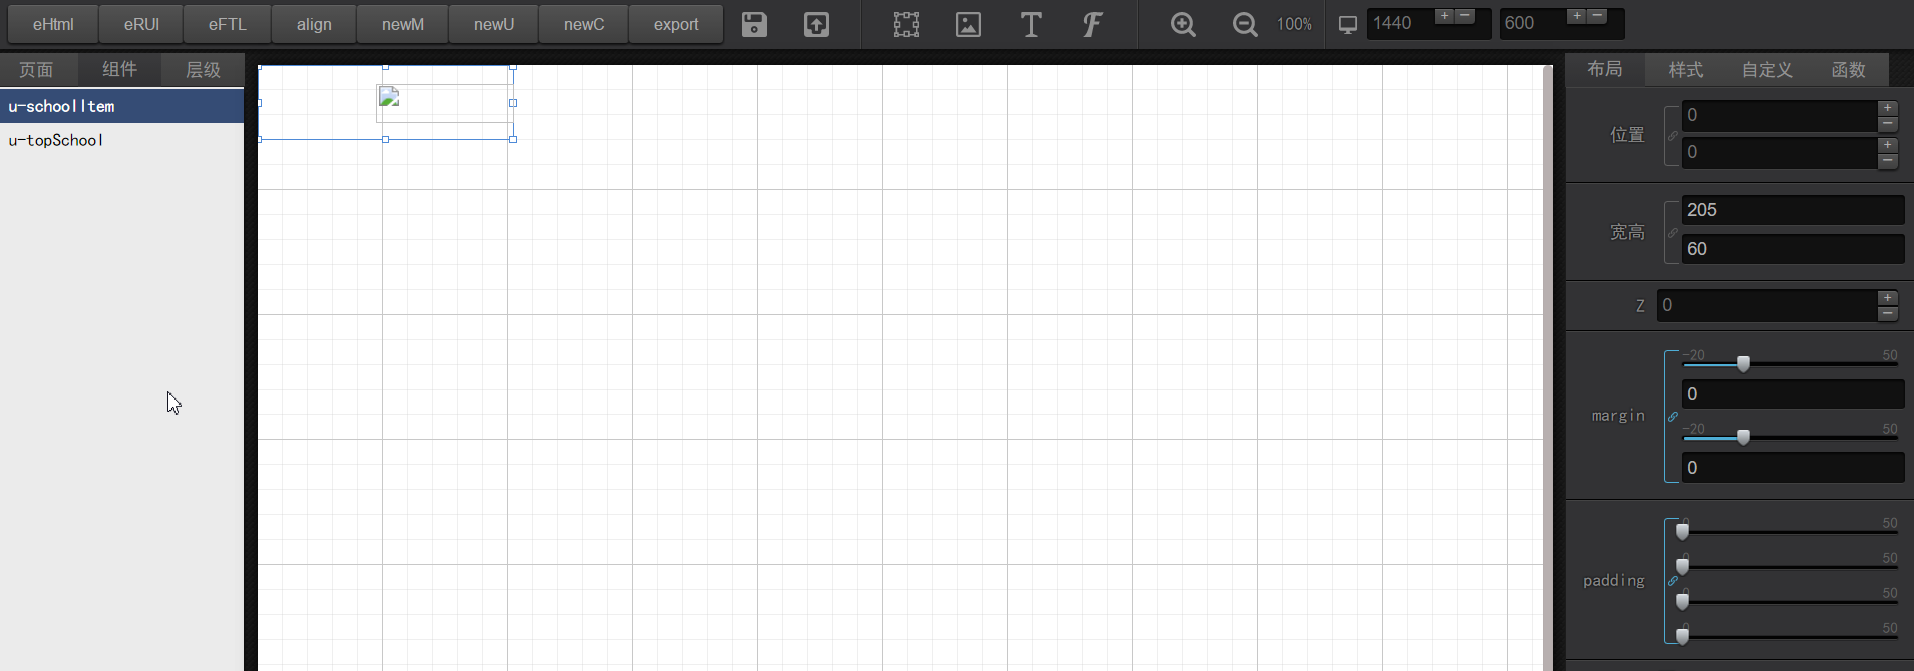 eHtml eRUI eFTL align newM newU newC export T F 100% 1440 + − 600 + −
页面 组件 层级
u-schoolItem
u-topSchool
布局 样式 自定义 函数
位置
0 + −
0 + −
宽高
205
60
Z 0 + −
margin
-20 50
0
-20 50
0
padding
0 50
0 50
0 50
0 50